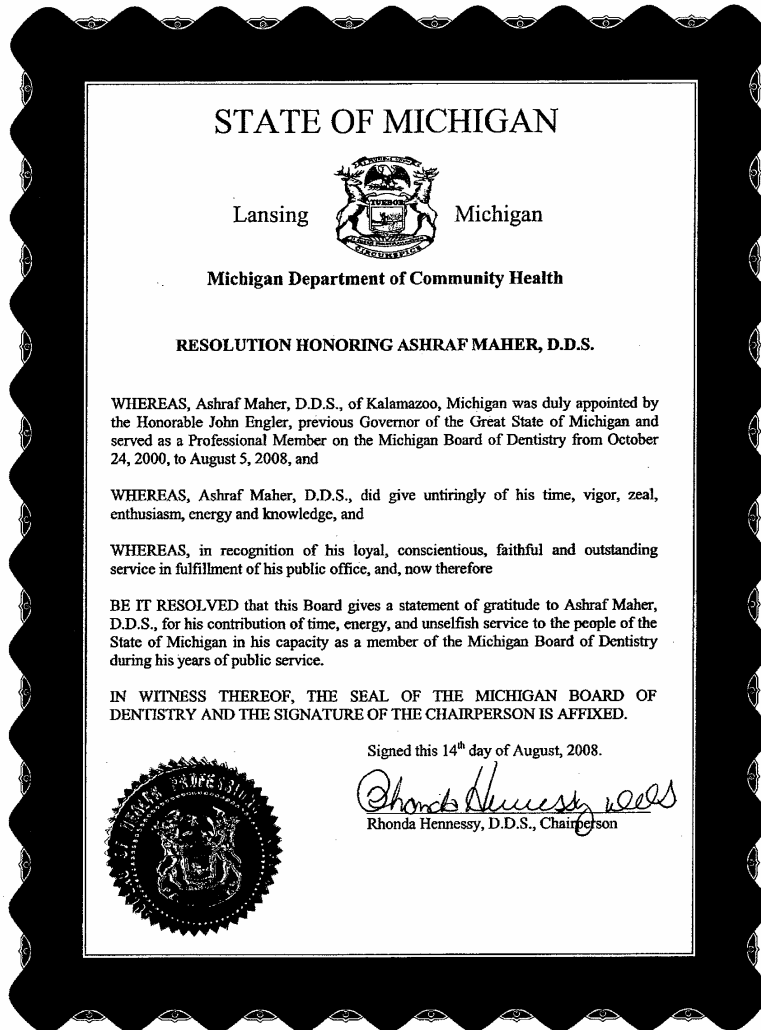 STATE OF MICHIGAN
Lansing
Michigan
TUEBOR
CIRCUMSPICE
Michigan Department of Community Health
RESOLUTION HONORING ASHRAF MAHER, D.D.S.
WHEREAS, Ashraf Maher, D.D.S., of Kalamazoo, Michigan was duly appointed by
the Honorable John Engler, previous Governor of the Great State of Michigan and
served as a Professional Member on the Michigan Board of Dentistry from October
24, 2000, to August 5, 2008, and
WHEREAS, Ashraf Maher, D.D.S., did give untiringly of his time, vigor, zeal,
enthusiasm, energy and knowledge, and
WHEREAS, in recognition of his loyal, conscientious, faithful and outstanding
service in fulfillment of his public office, and, now therefore
BE IT RESOLVED that this Board gives a statement of gratitude to Ashraf Maher,
D.D.S., for his contribution of time, energy, and unselfish service to the people of the
State of Michigan in his capacity as a member of the Michigan Board of Dentistry
during his years of public service.
IN WITNESS THEREOF, THE SEAL OF THE MICHIGAN BOARD OF
DENTISTRY AND THE SIGNATURE OF THE CHAIRPERSON IS AFFIXED.
Signed this 14th day of August, 2008.
Rhonda Hennessy DDS
Rhonda Hennessy, D.D.S., Chairperson